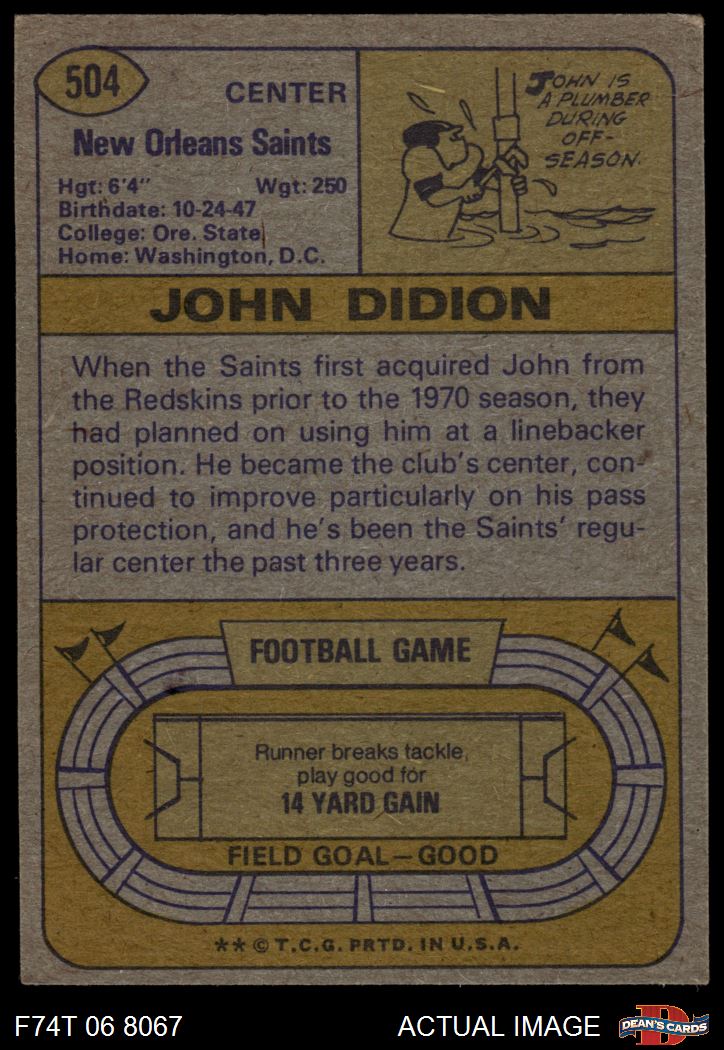 504
CENTER
New Orleans Saints
Hgt: 6'4" Wgt: 250
Birthdate: 10-24-47
College: Ore. State
Home: Washington, D.C.
JOHN IS
A PLUMBER
DURING
OFF-
SEASON.
JOHN DIDION
When the Saints first acquired John from
the Redskins prior to the 1970 season, they
had planned on using him at a linebacker
position. He became the club's center, con-
tinued to improve particularly on his pass
protection, and he's been the Saints' regu-
lar center the past three years.
FOOTBALL GAME
Runner breaks tackle,
play good for
14 YARD GAIN
FIELD GOAL—GOOD
** © T.C.G. PRTD. IN U.S.A.
F74T 06 8067 ACTUAL IMAGE
D
DEAN'S CARDS